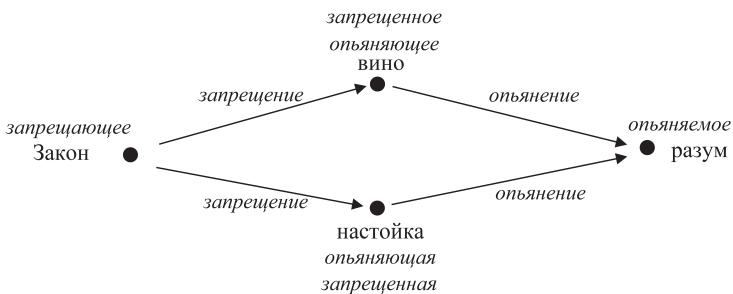 запрещенное
опьяняющее
вино
запрещение
опьянение
запрещающее
Закон
опьяняемое
разум
запрещение
опьянение
настойка
опьяняющая
запрещенная